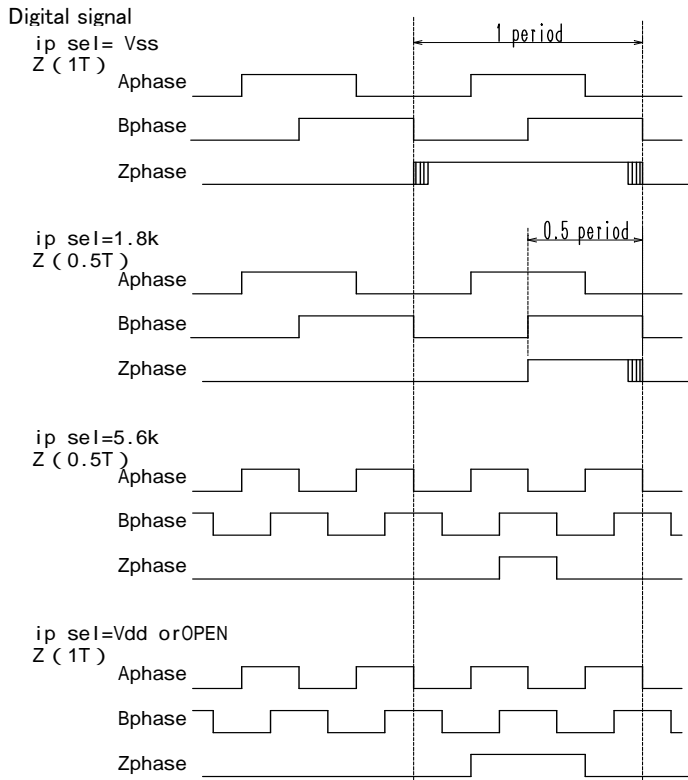 Digital signal
1 period
ip sel= Vss
Z ( 1T )
Aphase
Bphase
Zphase
0.5 period
ip sel=1.8k
Z ( 0.5T )
Aphase
Bphase
Zphase
ip sel=5.6k
Z ( 0.5T )
Aphase
Bphase
Zphase
ip sel=Vdd orOPEN
Z ( 1T )
Aphase
Bphase
Zphase